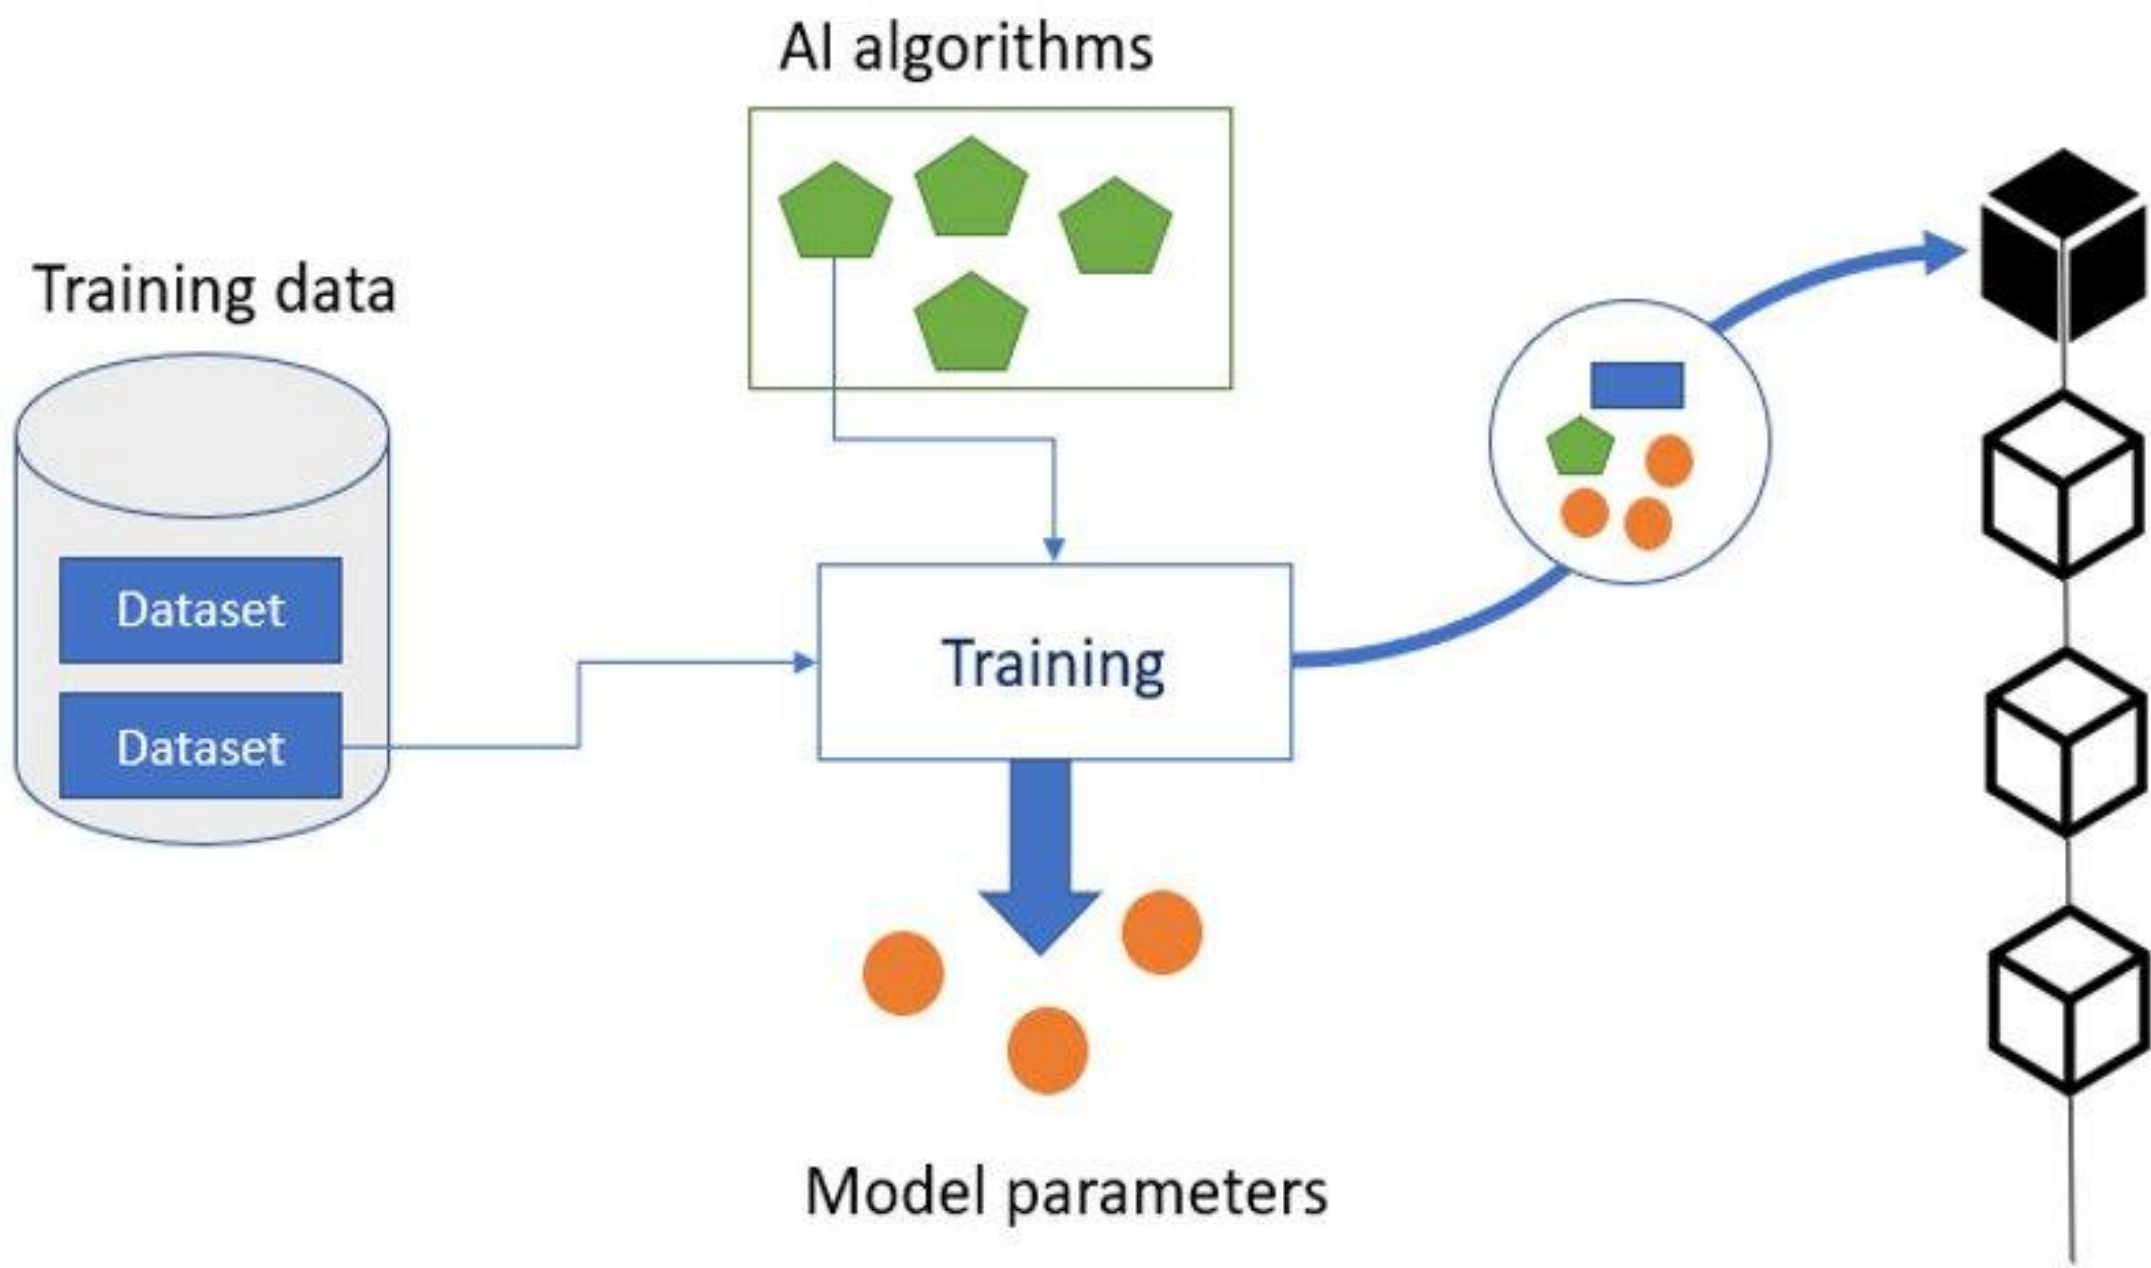 AI algorithms
Training data
Dataset
Dataset
Training
Model parameters